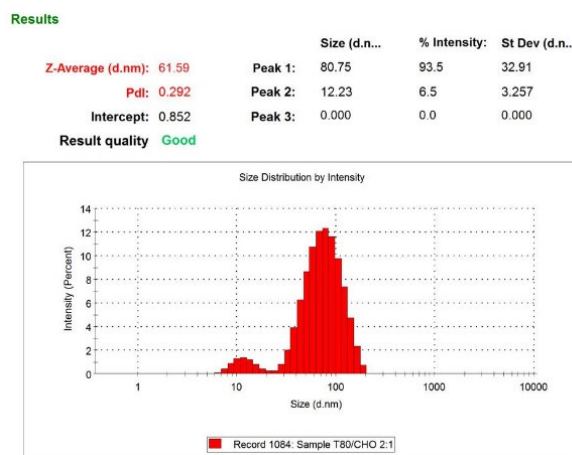 Results
Size (d.n... % Intensity: St Dev (d.n...
Z-Average (d.nm): 61.59 Peak 1: 80.75 93.5 32.91
PdI: 0.292 Peak 2: 12.23 6.5 3.257
Intercept: 0.852 Peak 3: 0.000 0.0 0.000
Result quality Good
Size Distribution by Intensity
14
12
10
8
6
4
2
0
Intensity (Percent)
1 10 100 1000 10000
Size (d.nm)
Record 1084: Sample T80/CHO 2:1